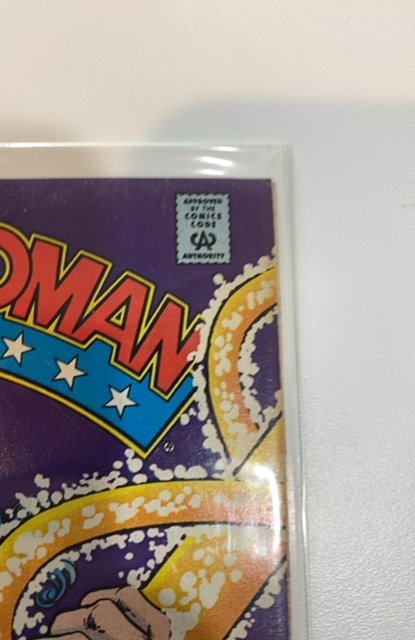 APPROVED
BY THE
COMICS
CODE
CA
AUTHORITY
OMAN